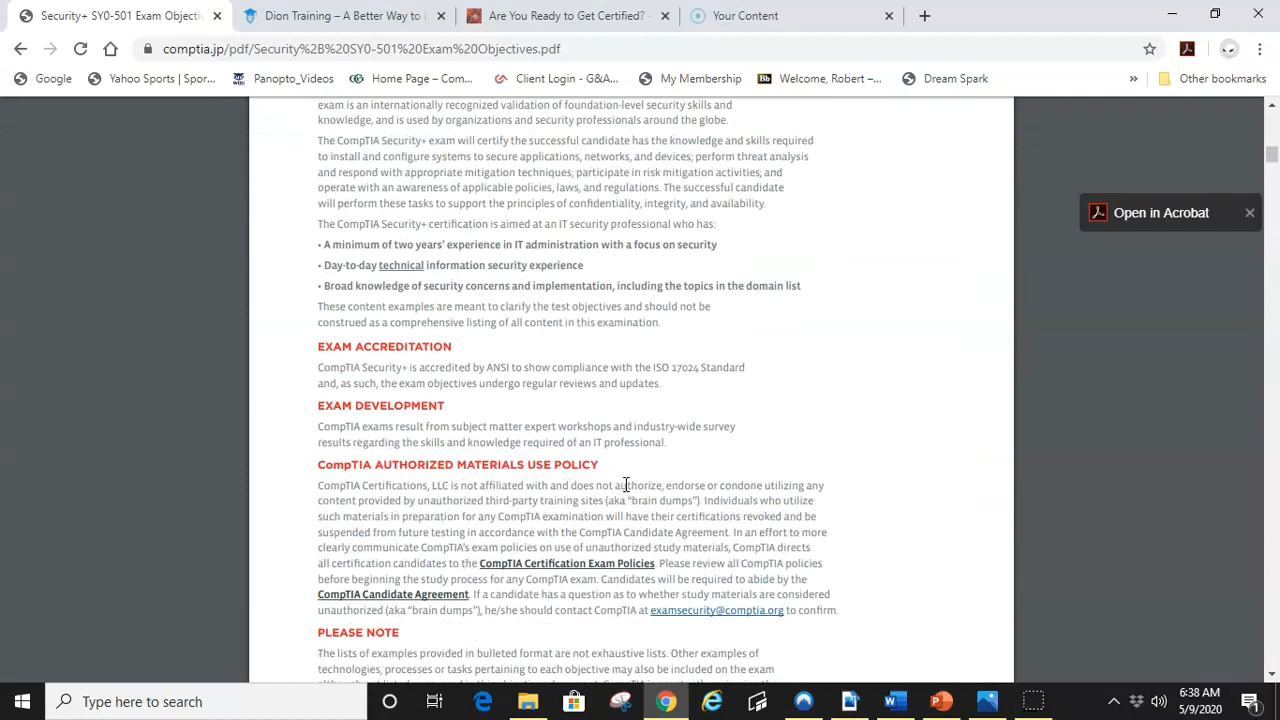 Security+ SY0-501 Exam Objecti
Dion Training – A Better Way to L
Are You Ready to Get Certified? -
Your Content
comptia.jp/pdf/Security%2B%20SY0-501%20Exam%20Objectives.pdf
Google
Yahoo Sports | Spor...
Panopto_Videos
Home Page – Com...
Client Login - G&A...
My Membership
Welcome, Robert –...
Dream Spark
»
Other bookmarks
exam is an internationally recognized validation of foundation-level security skills and
knowledge, and is used by organizations and security professionals around the globe.
The CompTIA Security+ exam will certify the successful candidate has the knowledge and skills required
to install and configure systems to secure applications, networks, and devices; perform threat analysis
and respond with appropriate mitigation techniques; participate in risk mitigation activities; and
operate with an awareness of applicable policies, laws, and regulations. The successful candidate
will perform these tasks to support the principles of confidentiality, integrity, and availability.
The CompTIA Security+ certification is aimed at an IT security professional who has:
• A minimum of two years' experience in IT administration with a focus on security
• Day-to-day technical information security experience
• Broad knowledge of security concerns and implementation, including the topics in the domain list
These content examples are meant to clarify the test objectives and should not be
construed as a comprehensive listing of all content in this examination.
EXAM ACCREDITATION
CompTIA Security+ is accredited by ANSI to show compliance with the ISO 17024 Standard
and, as such, the exam objectives undergo regular reviews and updates.
EXAM DEVELOPMENT
CompTIA exams result from subject matter expert workshops and industry-wide survey
results regarding the skills and knowledge required of an IT professional.
CompTIA AUTHORIZED MATERIALS USE POLICY
CompTIA Certifications, LLC is not affiliated with and does not authorize, endorse or condone utilizing any
content provided by unauthorized third-party training sites (aka "brain dumps"). Individuals who utilize
such materials in preparation for any CompTIA examination will have their certifications revoked and be
suspended from future testing in accordance with the CompTIA Candidate Agreement. In an effort to more
clearly communicate CompTIA's exam policies on use of unauthorized study materials, CompTIA directs
all certification candidates to the CompTIA Certification Exam Policies. Please review all CompTIA policies
before beginning the study process for any CompTIA exam. Candidates will be required to abide by the
CompTIA Candidate Agreement. If a candidate has a question as to whether study materials are considered
unauthorized (aka "brain dumps"), he/she should contact CompTIA at examsecurity@comptia.org to confirm.
PLEASE NOTE
The lists of examples provided in bulleted format are not exhaustive lists. Other examples of
technologies, processes or tasks pertaining to each objective may also be included on the exam
Open in Acrobat
Type here to search
6:38 AM
5/9/2020